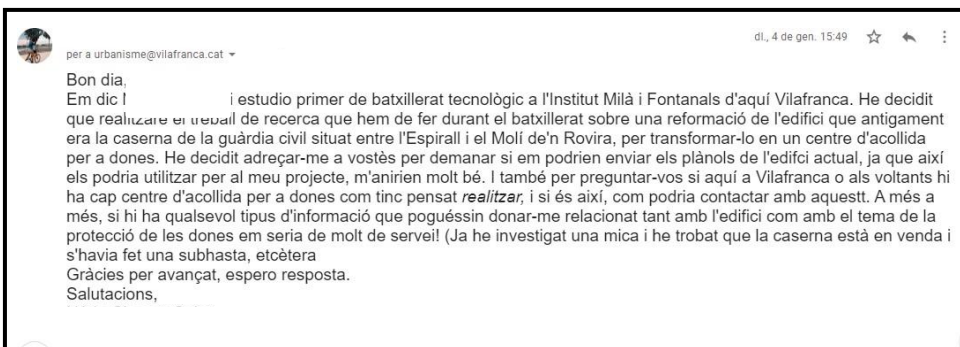 dl., 4 de gen. 15:49
per a urbanisme@vilafranca.cat
Bon dia,
Em dic i estudio primer de batxillerat tecnològic a l'Institut Milà i Fontanals d'aquí Vilafranca. He decidit
que realitzaré el treball de recerca que hem de fer durant el batxillerat sobre una reformació de l'edifici que antigament
era la caserna de la guàrdia civil situat entre l'Espirall i el Molí de'n Rovira, per transformar-lo en un centre d'acollida
per a dones. He decidit adreçar-me a vostès per demanar si em podrien enviar els plànols de l'edifci actual, ja que així
els podria utilitzar per al meu projecte, m'anirien molt bé. I també per preguntar-vos si aquí a Vilafranca o als voltants hi
ha cap centre d'acollida per a dones com tinc pensat realitzar, i si és així, com podria contactar amb aquestt. A més a
més, si hi ha qualsevol tipus d'informació que poguéssin donar-me relacionat tant amb l'edifici com amb el tema de la
protecció de les dones em seria de molt de servei! (Ja he investigat una mica i he trobat que la caserna està en venda i
s'havia fet una subhasta, etcètera
Gràcies per avançat, espero resposta.
Salutacions,